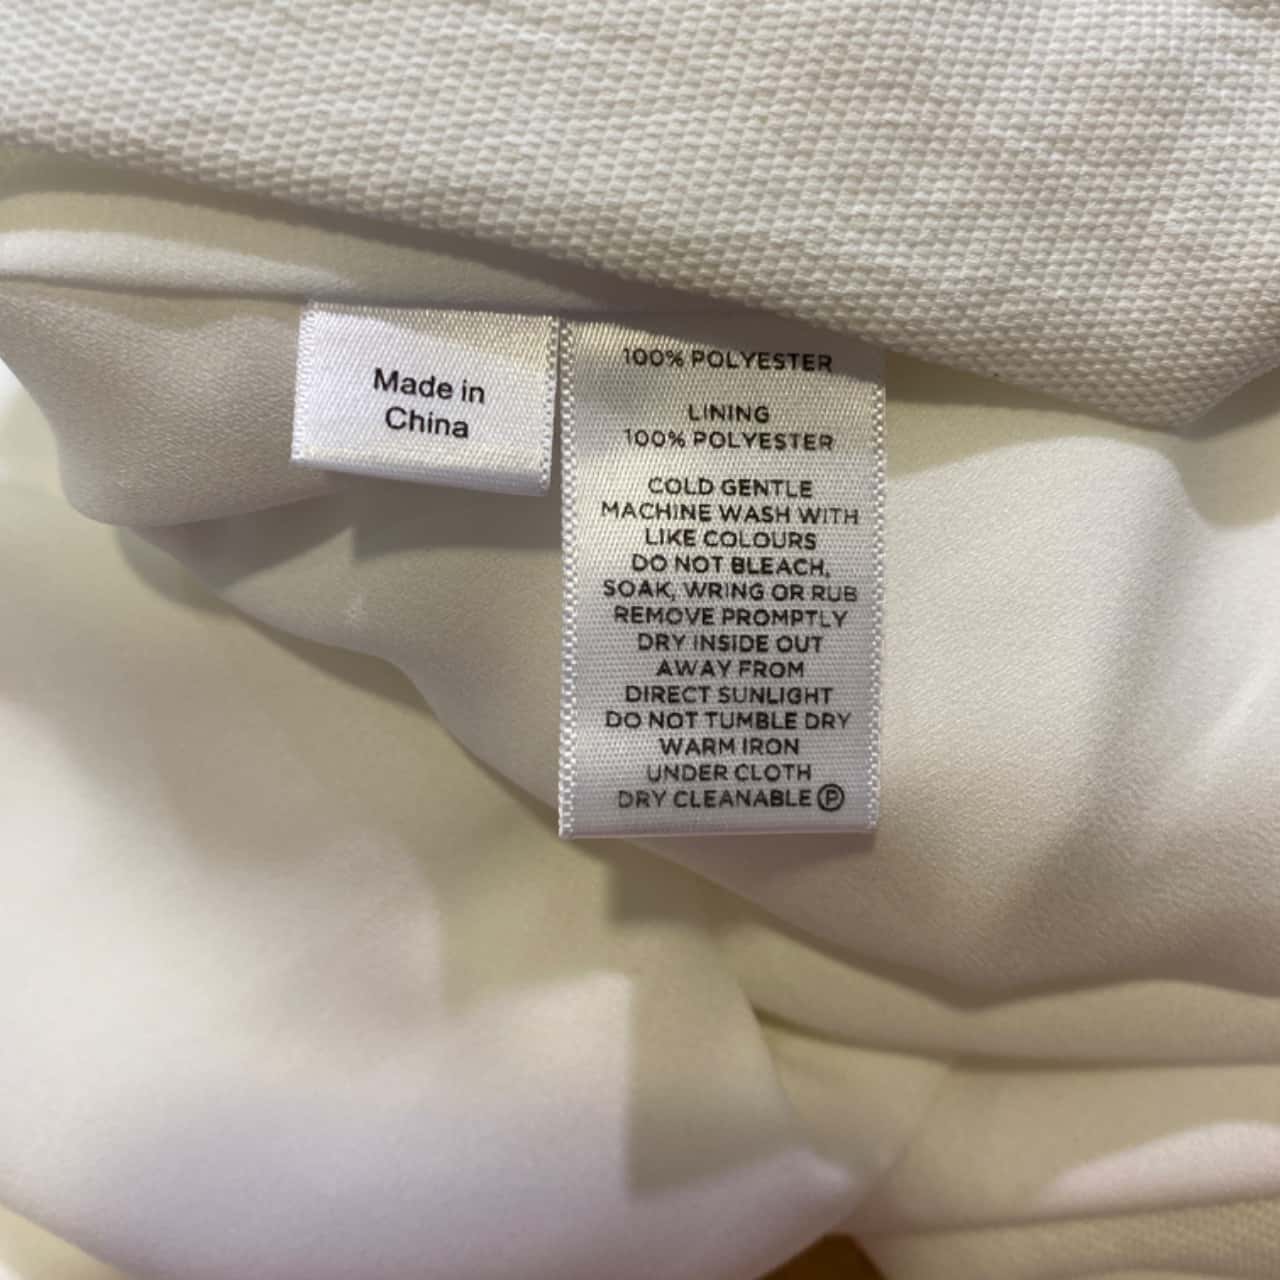 Made in
China
100% POLYESTER
LINING
100% POLYESTER
COLD GENTLE
MACHINE WASH WITH
LIKE COLOURS
DO NOT BLEACH,
SOAK, WRING OR RUB
REMOVE PROMPTLY
DRY INSIDE OUT
AWAY FROM
DIRECT SUNLIGHT
DO NOT TUMBLE DRY
WARM IRON
UNDER CLOTH
DRY CLEANABLE Ⓟ